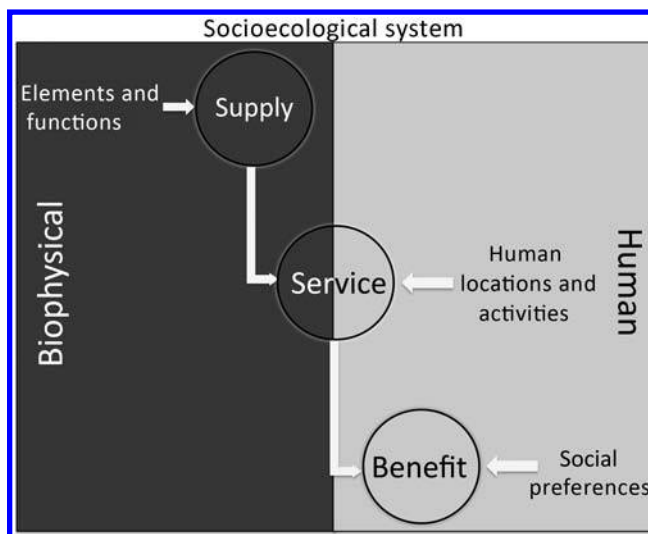 Socioecological system
Elements and
functions
Supply
Biophysical
Service
Human
locations and
activities
Human
Benefit
Social
preferences